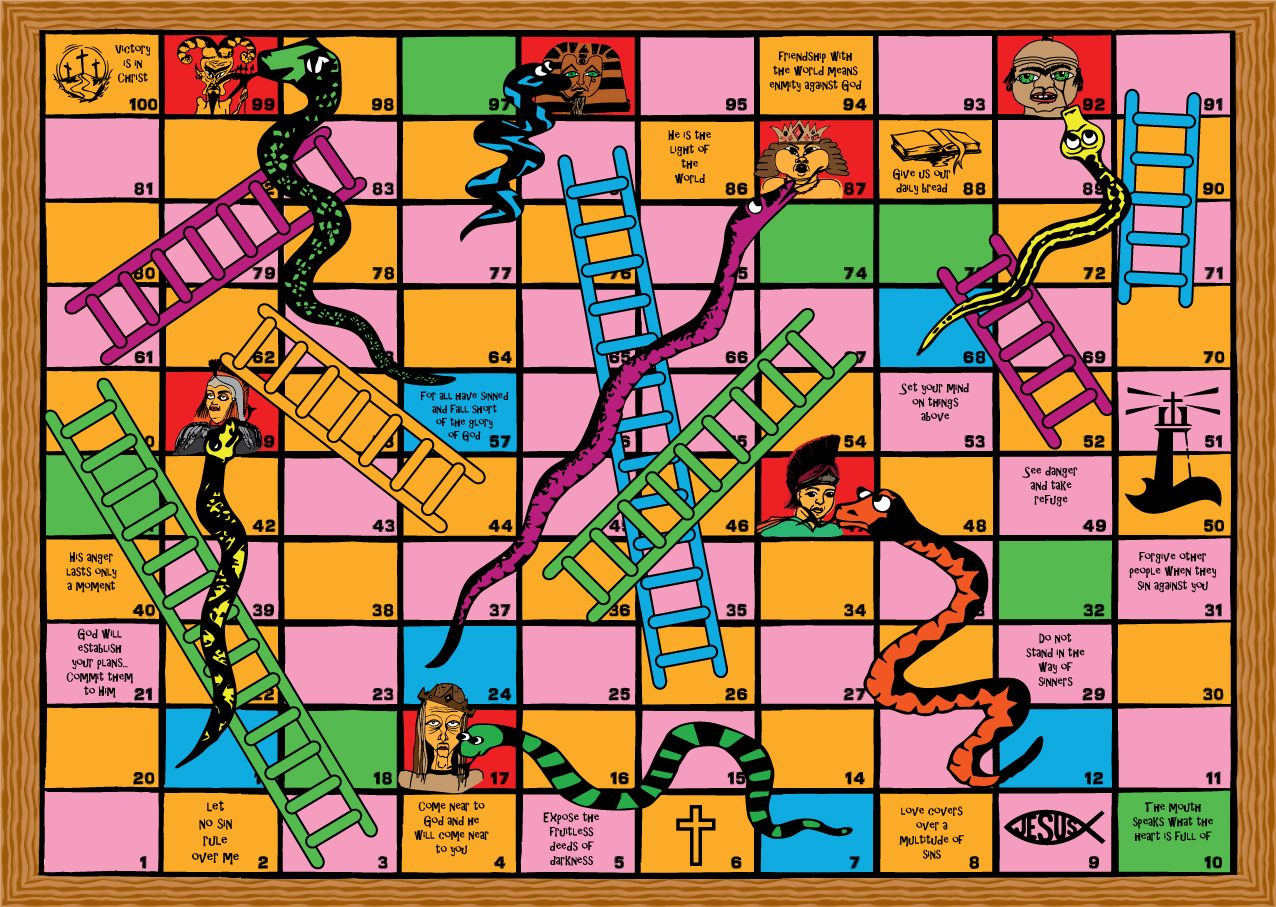 Victory
is in
Christ
100
99
98
97
95
Friendship with
the World Means
enmity against God
94
93
92
91
81
83
He is the
Light of
the
World
86
87
Give us our
daily bread
88
89
90
80
79
78
77
76
74
72
71
61
62
64
65
66
68
69
70
For all have Sinned
and Fall Short
of the glory
of God
57
54
Set your Mind
on things
above
53
52
51
42
43
44
45
46
48
See danger
and take
refuge
49
50
His anger
Lasts only
a moment
40
39
38
37
36
35
34
32
Forgive other
people When they
Sin against you
31
God Will
establish
your plans...
Commit them
to Him
21
22
23
24
25
26
27
Do Not
Stand in the
Way of
Sinners
29
30
20
18
17
16
15
14
12
11
1
Let
No Sin
rule
over Me
2
3
Come Near to
God and He
Will come Near
to you
4
Expose the
Fruitless
deeds of
darkness
5
6
7
Love covers
over a
Multitude of
Sins
8
JESUS
9
The mouth
Speaks What the
Heart is Full of
10